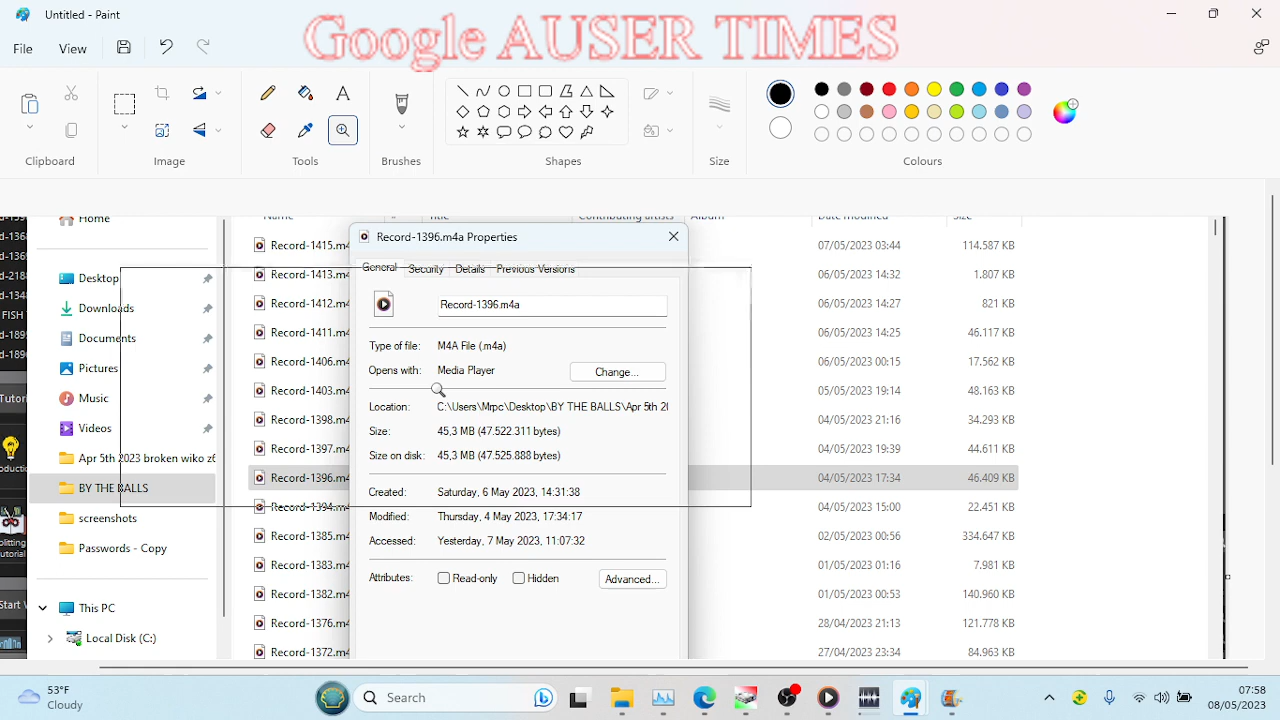 Google AUSER TIMES
Untitled - Paint
File
View
Clipboard
Image
Tools
Brushes
Shapes
Size
Colours
Home
Name
Title
Contributing artists
Album
Date modified
Size
Desktop
Downloads
Documents
Pictures
Music
Videos
Apr 5th 2023 broken wiko z6
BY THE BALLS
screenshots
Passwords - Copy
This PC
Local Disk (C:)
Record-1415.m4 07/05/2023 03:44 114.587 KB
Record-1413.m4 06/05/2023 14:32 1.807 KB
Record-1412.m4 06/05/2023 14:27 821 KB
Record-1411.m4 06/05/2023 14:25 46.117 KB
Record-1406.m4 06/05/2023 00:15 17.562 KB
Record-1403.m4 05/05/2023 19:14 48.163 KB
Record-1398.m4 04/05/2023 21:16 34.293 KB
Record-1397.m4 04/05/2023 19:39 44.611 KB
Record-1396.m4 04/05/2023 17:34 46.409 KB
Record-1394.m4 04/05/2023 15:00 22.451 KB
Record-1385.m4 02/05/2023 00:56 334.647 KB
Record-1383.m4 01/05/2023 01:16 7.981 KB
Record-1382.m4 01/05/2023 00:53 140.960 KB
Record-1376.m4 28/04/2023 21:13 121.778 KB
Record-1372.m4 27/04/2023 23:34 84.963 KB
Record-1396.m4a Properties
General Security Details Previous Versions
Record-1396.m4a
Type of file: M4A File (.m4a)
Opens with: Media Player Change...
Location: C:\Users\Mrpc\Desktop\BY THE BALLS\Apr 5th 20
Size: 45,3 MB (47.522.311 bytes)
Size on disk: 45,3 MB (47.525.888 bytes)
Created: Saturday, 6 May 2023, 14:31:38
Modified: Thursday, 4 May 2023, 17:34:17
Accessed: Yesterday, 7 May 2023, 11:07:32
Attributes: Read-only Hidden Advanced...
FISH
53°F
Cloudy
Search
07:58
08/05/2023